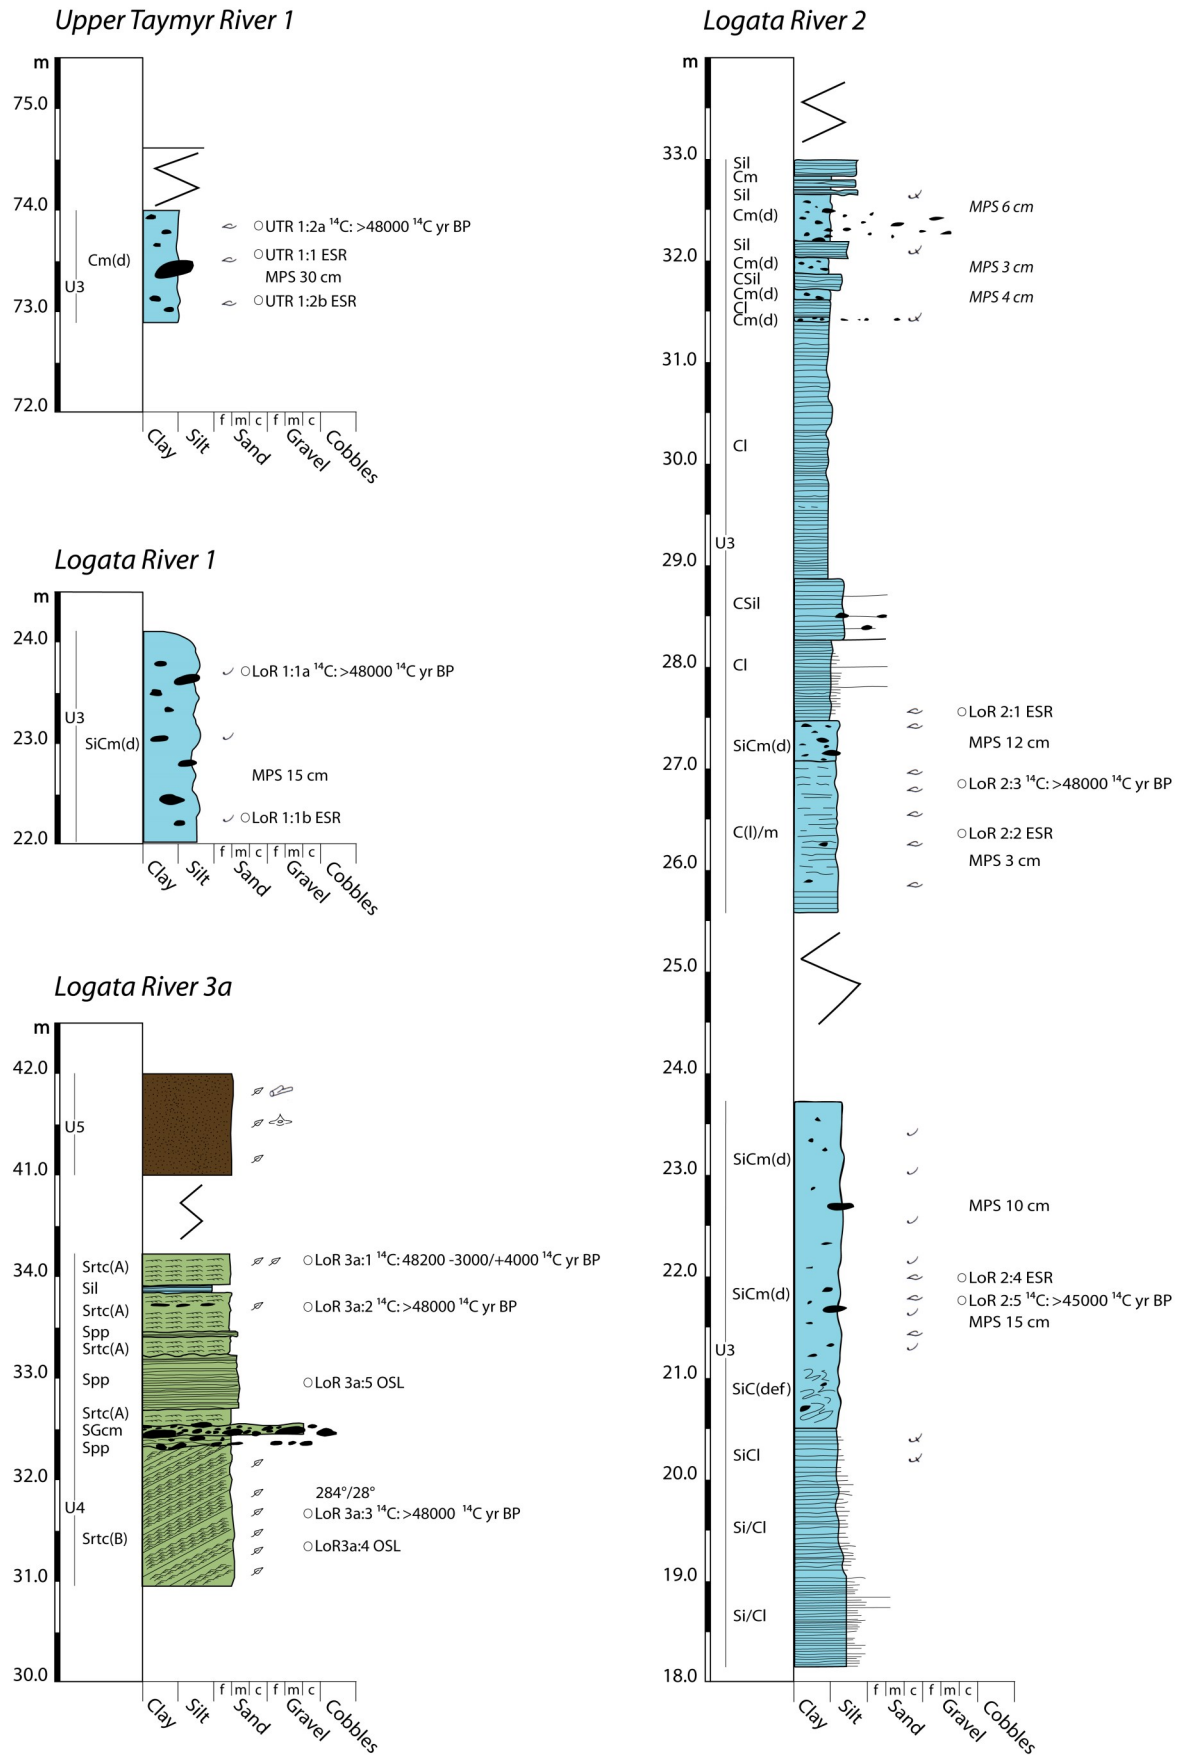 Upper Taymyr River 1
m
75.0
74.0
73.0
72.0
U3
Cm(d)
UTR 1:2a ¹⁴C: >48000 ¹⁴C yr BP
UTR 1:1 ESR
MPS 30 cm
UTR 1:2b ESR
f m c f m c
Clay Silt Sand Gravel Cobbles
Logata River 1
m
24.0
23.0
22.0
U3
SiCm(d)
LoR 1:1a ¹⁴C: >48000 ¹⁴C yr BP
MPS 15 cm
LoR 1:1b ESR
f m c f m c
Clay Silt Sand Gravel Cobbles
Logata River 3a
m
42.0
41.0
34.0
33.0
32.0
31.0
30.0
U5
U4
Srtc(A)
Sil
Srtc(A)
Spp
Srtc(A)
Spp
Srtc(A)
SGcm
Spp
Srtc(B)
LoR 3a:1 ¹⁴C: 48200 -3000/+4000 ¹⁴C yr BP
LoR 3a:2 ¹⁴C: >48000 ¹⁴C yr BP
LoR 3a:5 OSL
284°/28°
LoR 3a:3 ¹⁴C: >48000 ¹⁴C yr BP
LoR3a:4 OSL
f m c f m c
Clay Silt Sand Gravel Cobbles
Logata River 2
m
33.0
32.0
31.0
30.0
29.0
28.0
27.0
26.0
25.0
24.0
23.0
22.0
21.0
20.0
19.0
18.0
U3
U3
Sil
Cm
Sil
Cm(d)
Sil
Cm(d)
CSil
Cm(d)
Cl
Cm(d)
Cl
CSil
Cl
SiCm(d)
C(l)/m
SiCm(d)
SiCm(d)
SiC(def)
SiCl
Si/Cl
Si/Cl
MPS 6 cm
MPS 3 cm
MPS 4 cm
LoR 2:1 ESR
MPS 12 cm
LoR 2:3 ¹⁴C: >48000 ¹⁴C yr BP
LoR 2:2 ESR
MPS 3 cm
MPS 10 cm
LoR 2:4 ESR
LoR 2:5 ¹⁴C: >45000 ¹⁴C yr BP
MPS 15 cm
f m c f m c
Clay Silt Sand Gravel Cobbles